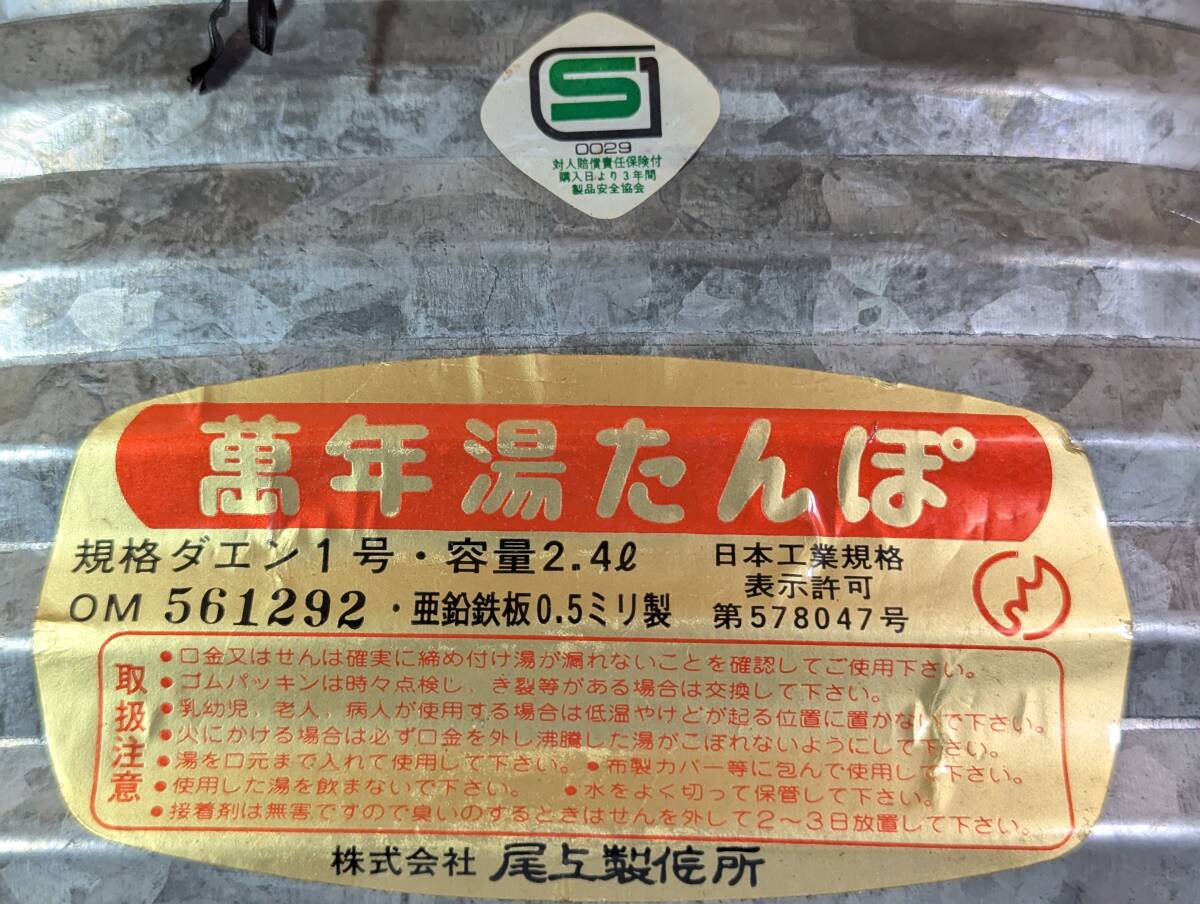 SG
0029
対人賠償責任保険付
購入日より3年間
製品安全協会
萬年湯たんぽ
規格ダエン1号・容量2.4ℓ
OM 561292・亜鉛鉄板0.5ミリ製
日本工業規格
表示許可
第578047号
取扱注意
●口金又はせんは確実に締め付け湯が漏れないことを確認してご使用下さい。
●ゴムパッキンは時々点検し、き裂等がある場合は交換して下さい。
●乳幼児、老人、病人が使用する場合は低温やけどが起る位置に置かないで下さい。
●火にかける場合は必ず口金を外し沸騰した湯がこぼれないようにして下さい。
●湯を口元まで入れて使用して下さい。●布製カバー等に包んで使用して下さい。
●使用した湯を飲まないで下さい。●水をよく切って保管して下さい。
●接着剤は無害ですので臭いのするときはせんを外して2〜3日放置して下さい。
株式会社 尾上製作所